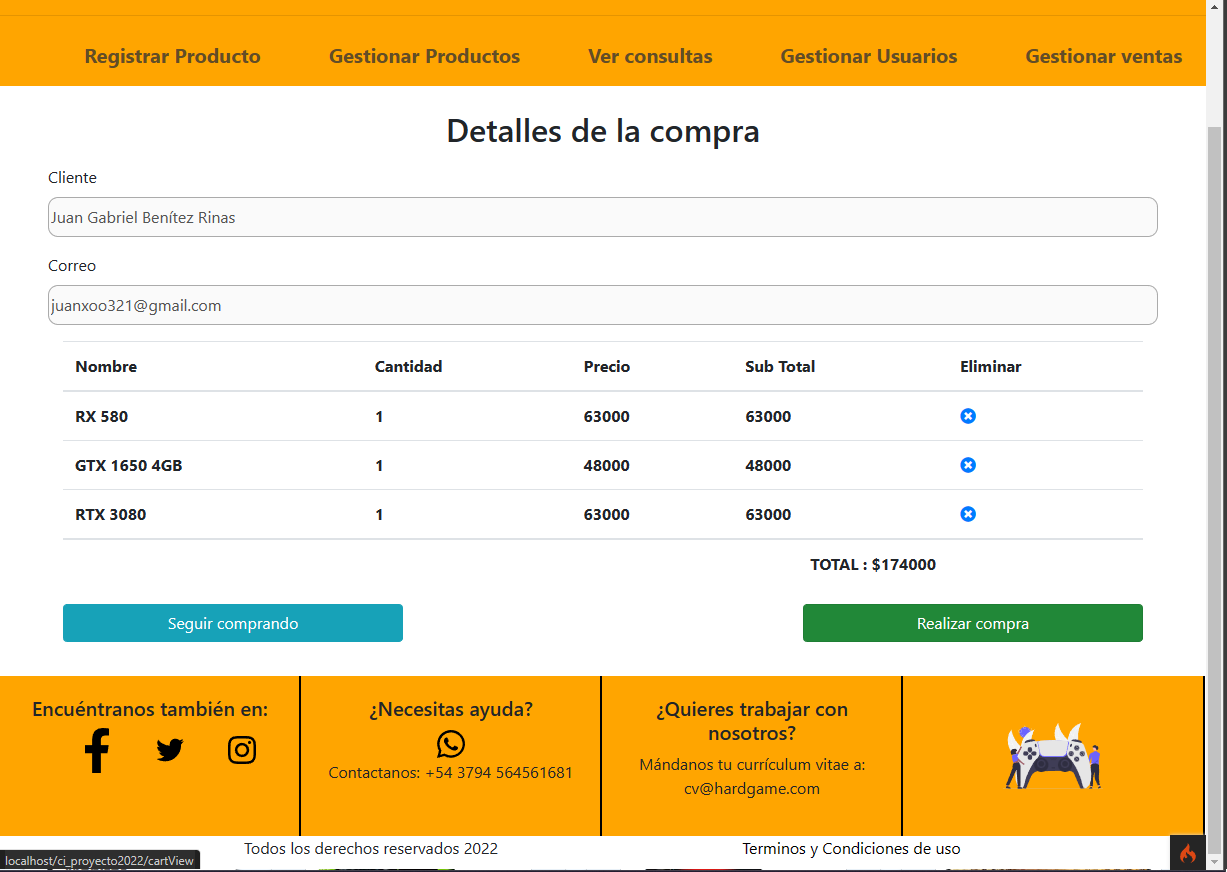 Registrar Producto Gestionar Productos Ver consultas Gestionar Usuarios Gestionar ventas
Detalles de la compra
Cliente
Juan Gabriel Benítez Rinas
Correo
juanxoo321@gmail.com
Nombre Cantidad Precio Sub Total Eliminar
RX 580 1 63000 63000
GTX 1650 4GB 1 48000 48000
RTX 3080 1 63000 63000
TOTAL : $174000
Seguir comprando Realizar compra
Encuéntranos también en:
¿Necesitas ayuda?
Contactanos: +54 3794 564561681
¿Quieres trabajar con
nosotros?
Mándanos tu currículum vitae a:
cv@hardgame.com
Todos los derechos reservados 2022 Terminos y Condiciones de uso
localhost/ci_proyecto2022/cartView